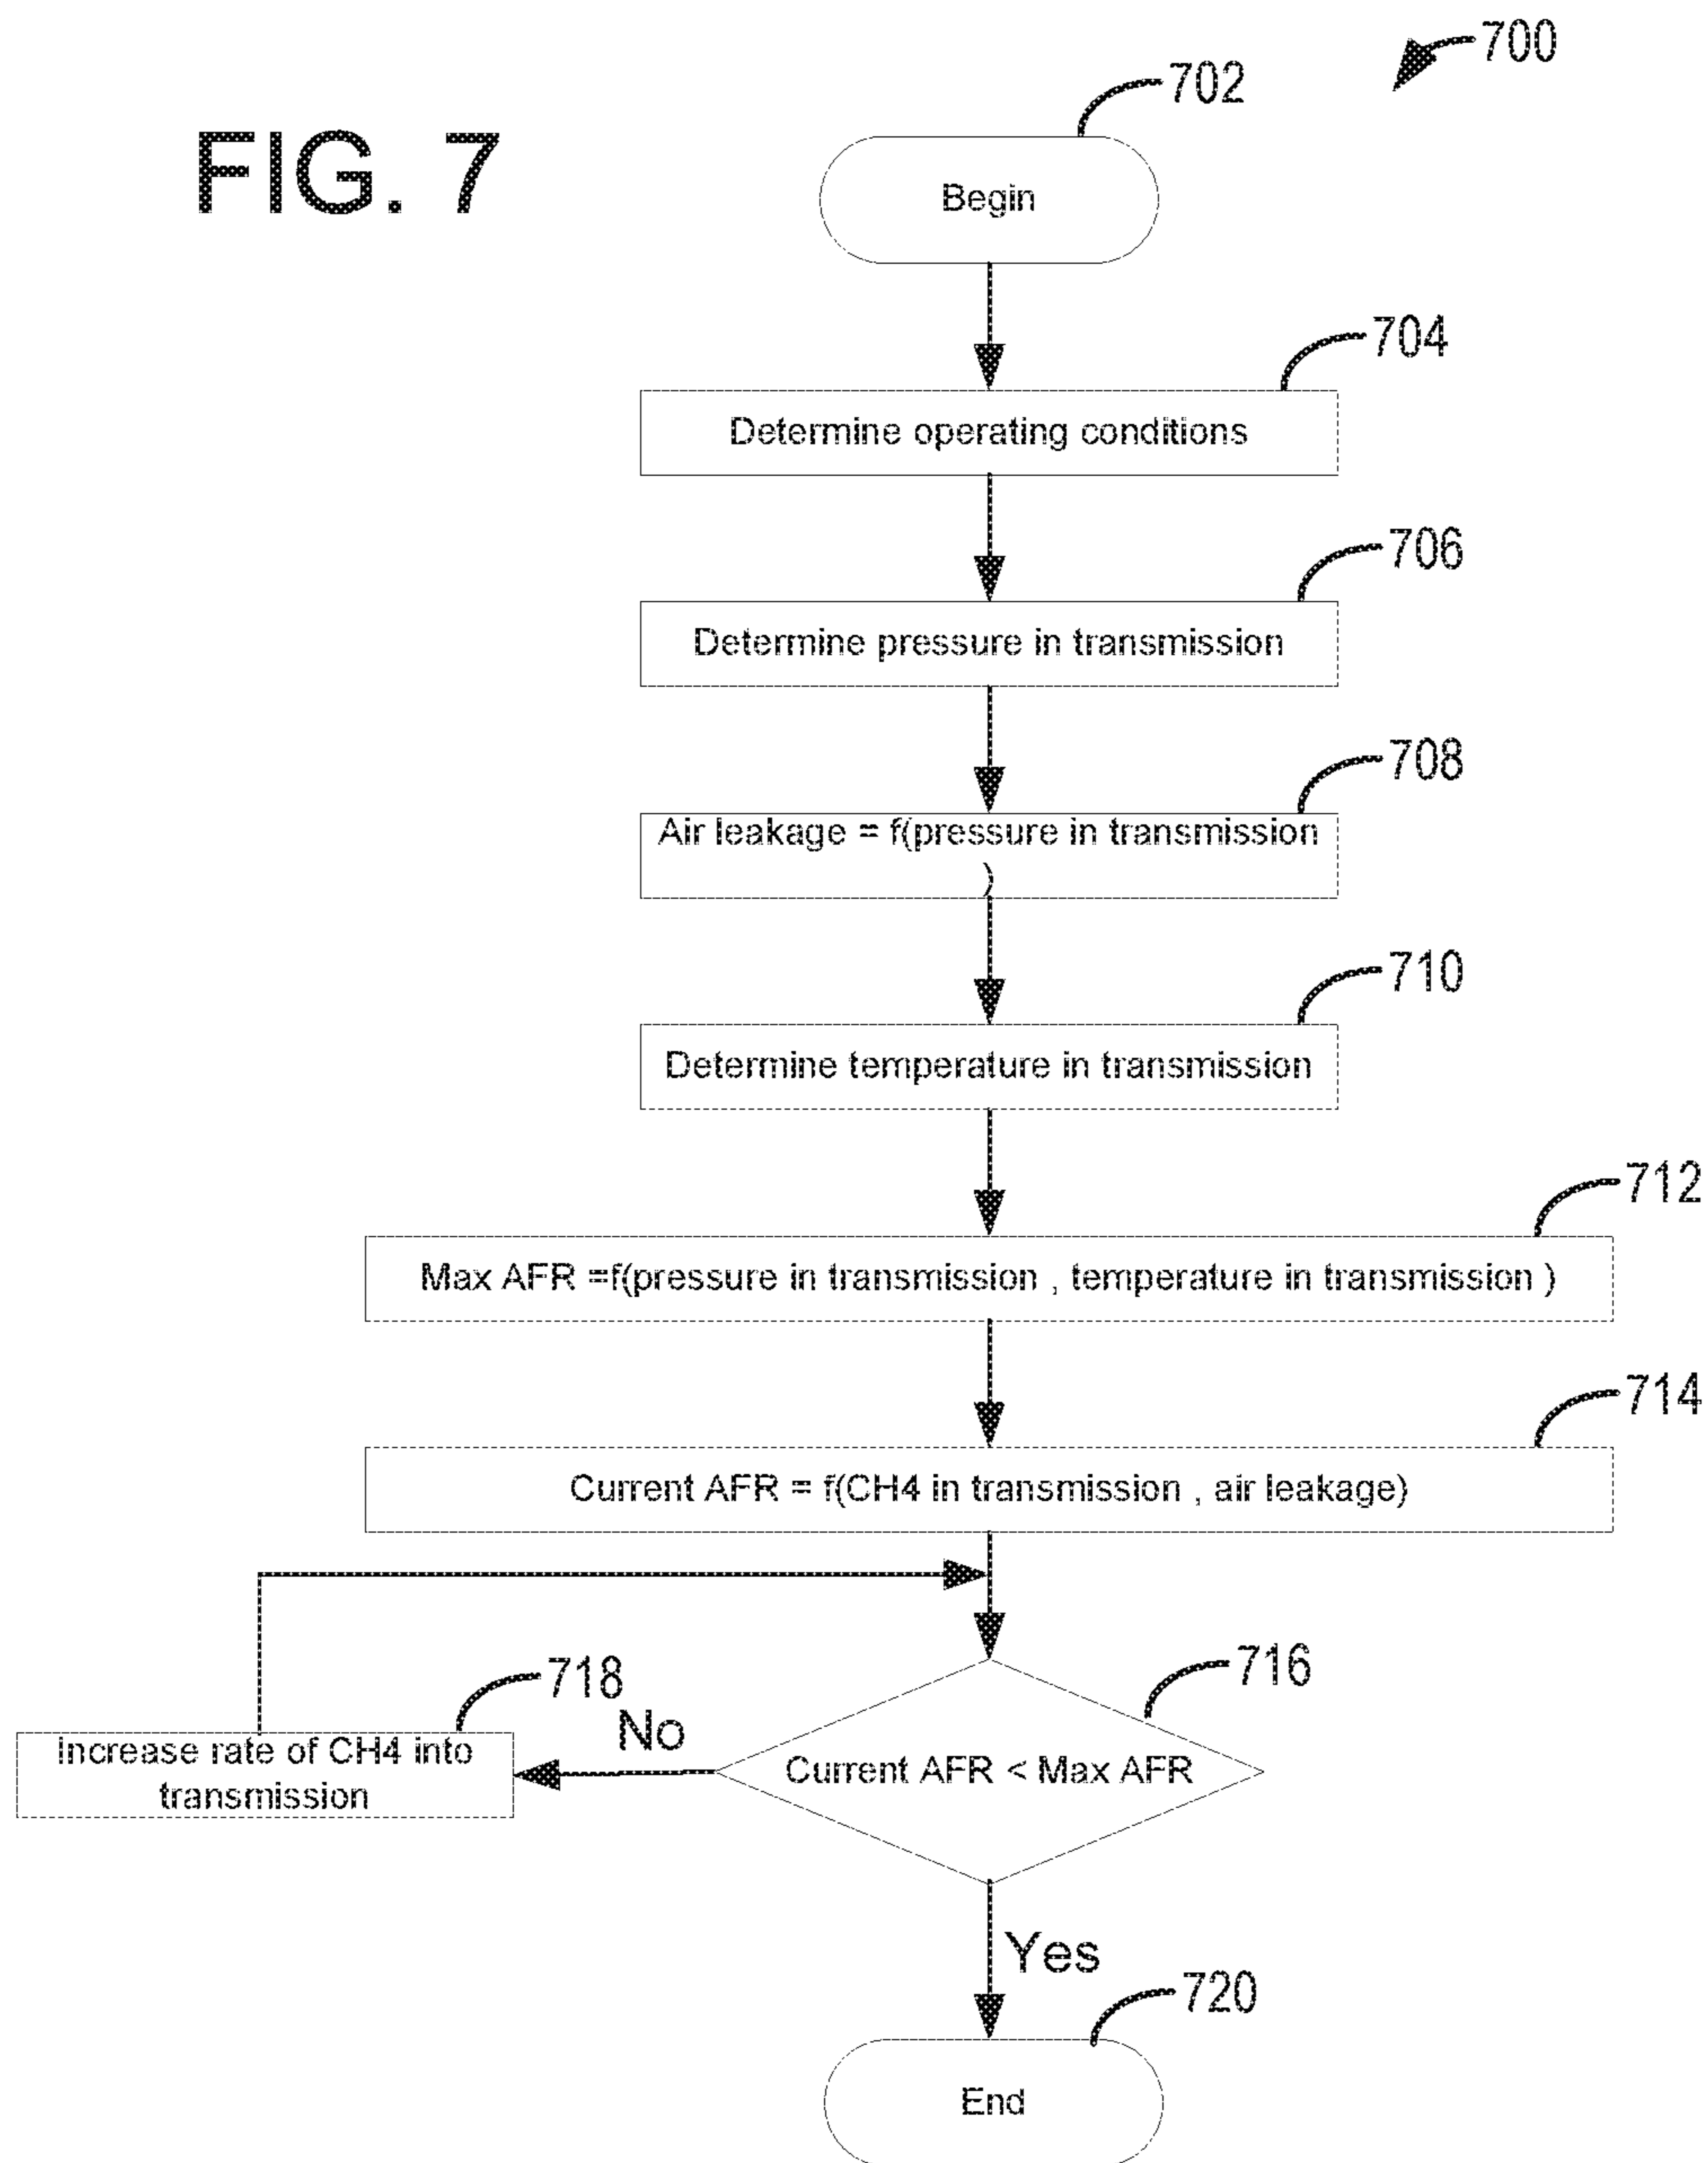 700
702
FIG. 7
Begin
704
Determine operating conditions
706
Determine pressure in transmission
708
Air leakage = f(pressure in transmission
)
710
Determine temperature in transmission
712
Max AFR =f(pressure in transmission , temperature in transmission )
714
Current AFR = f(CH4 in transmission , air leakage)
716
718
No
Increase rate of CH4 into
transmission
Current AFR < Max AFR
Yes
720
End